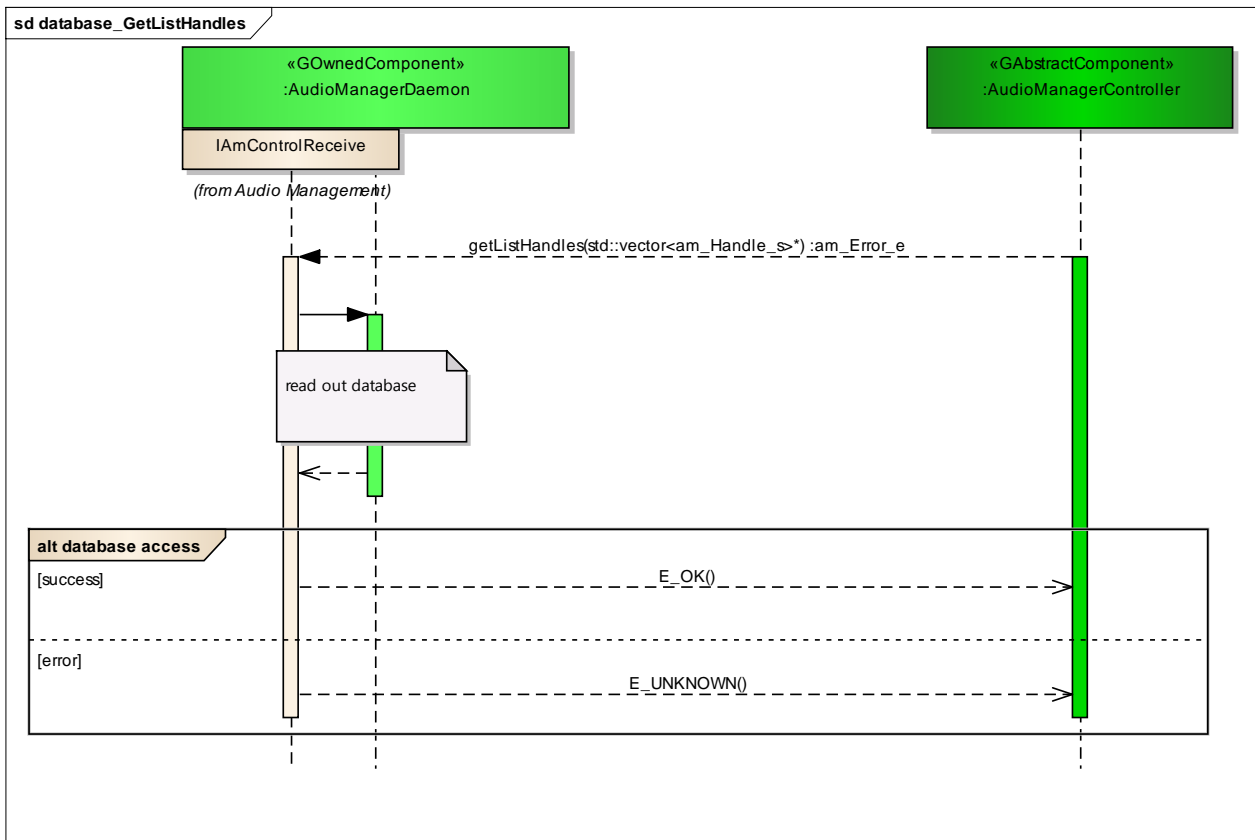 sd database_GetListHandles
«GOwnedComponent»
:AudioManagerDaemon
«GAbstractComponent»
:AudioManagerController
IAmControlReceive
(from Audio Management)
getListHandles(std::vector<am_Handle_s>*) :am_Error_e
read out database
alt database access
[success]
E_OK()
[error]
E_UNKNOWN()